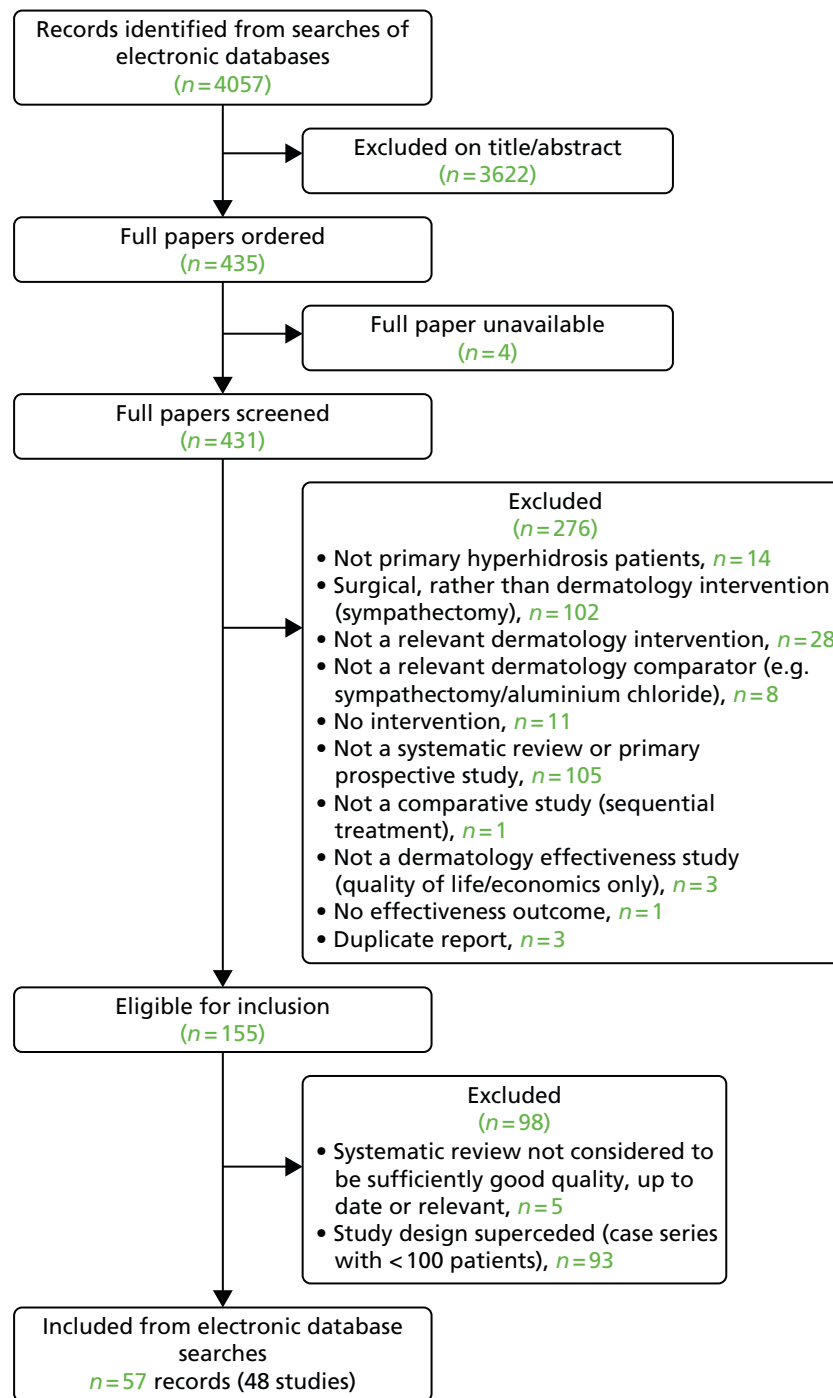 Records identified from searches of
electronic databases
(n=4057)
Excluded on title/abstract
(n=3622)
Full papers ordered
(n=435)
Full paper unavailable
(n=4)
Full papers screened
(n=431)
Excluded
(n=276)
• Not primary hyperhidrosis patients, n=14
• Surgical, rather than dermatology intervention
(sympathectomy), n=102
• Not a relevant dermatology intervention, n=28
• Not a relevant dermatology comparator (e.g.
sympathectomy/aluminium chloride), n=8
• No intervention, n=11
• Not a systematic review or primary
prospective study, n=105
• Not a comparative study (sequential
treatment), n=1
• Not a dermatology effectiveness study
(quality of life/economics only), n=3
• No effectiveness outcome, n=1
• Duplicate report, n=3
Eligible for inclusion
(n=155)
Excluded
(n=98)
• Systematic review not considered to
be sufficiently good quality, up to
date or relevant, n=5
• Study design superceded (case series
with <100 patients), n=93
Included from electronic database
searches
n=57 records (48 studies)